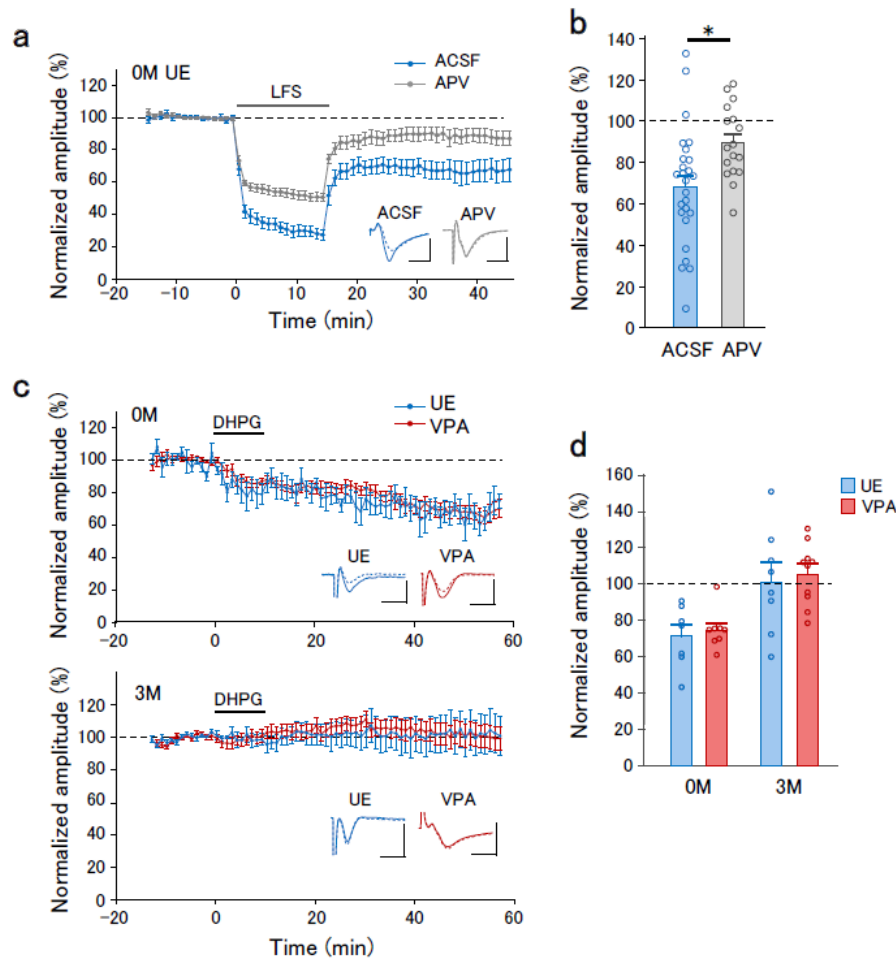 a
0M UE
ACSF
APV
LFS
Normalized amplitude (%)
120
100
80
60
40
20
0
ACSF
APV
−20
−10
0
10
20
30
40
Time (min)
b
*
Normalized amplitude (%)
140
120
100
80
60
40
20
0
ACSF
APV
c
0M
DHPG
UE
VPA
Normalized amplitude (%)
120
100
80
60
40
20
0
UE
VPA
−20
0
20
40
60
3M
DHPG
Normalized amplitude (%)
120
100
80
60
40
20
0
UE
VPA
−20
0
20
40
60
Time (min)
d
UE
VPA
Normalized amplitude (%)
160
140
120
100
80
60
40
20
0
0M
3M